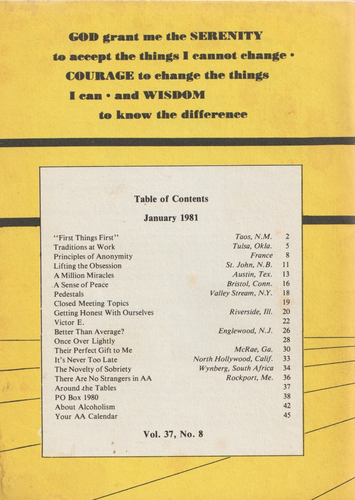 GOD grant me the SERENITY
to accept the things I cannot change •
COURAGE to change the things
I can • and WISDOM
to know the difference
Table of Contents
January 1981
"First Things First" Taos, N.M. 2
Traditions at Work Tulsa, Okla. 5
Principles of Anonymity France 8
Lifting the Obsession St. John, N.B. 11
A Million Miracles Austin, Tex. 13
A Sense of Peace Bristol, Conn. 16
Pedestals Valley Stream, N.Y. 18
Closed Meeting Topics 19
Getting Honest With Ourselves Riverside, Ill. 20
Victor E. 22
Better Than Average? Englewood, N.J. 26
Once Over Lightly 28
Their Perfect Gift to Me McRae, Ga. 30
It's Never Too Late North Hollywood, Calif. 33
The Novelty of Sobriety Wynberg, South Africa 34
There Are No Strangers in AA Rockport, Me. 36
Around the Tables 37
PO Box 1980 38
About Alcoholism 42
Your AA Calendar 45
Vol. 37, No. 8